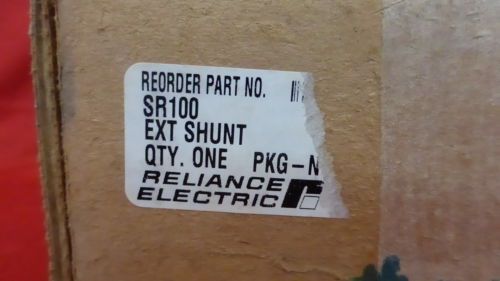 REORDER PART NO.
SR100
EXT SHUNT
QTY. ONE PKG-N
RELIANCE
ELECTRIC